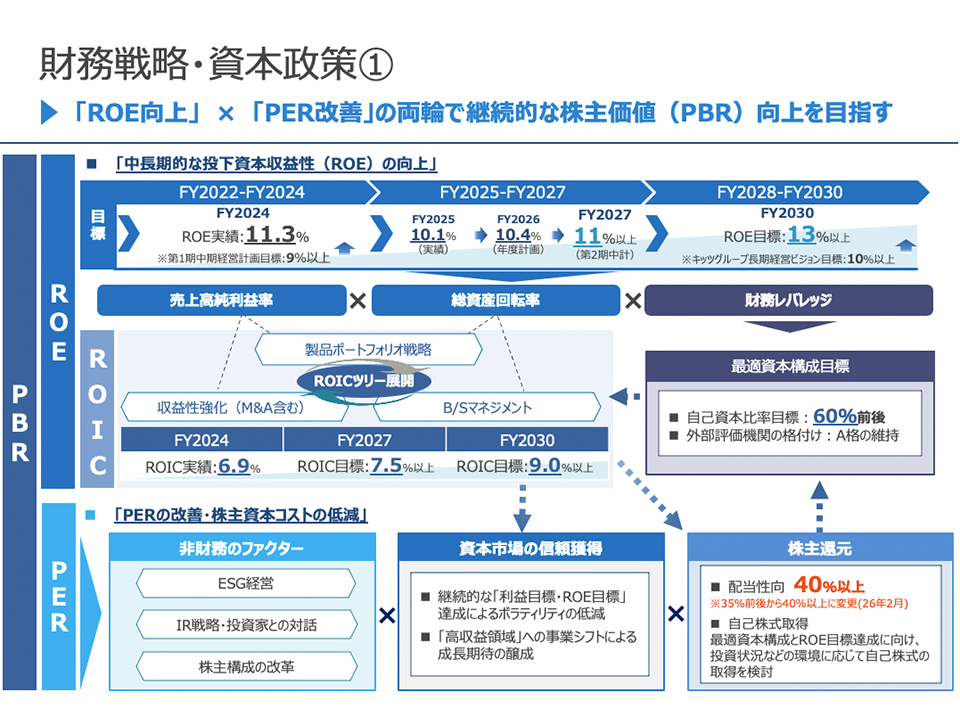 財務戦略・資本政策①
「ROE向上」 × 「PER改善」の両輪で継続的な株主価値（PBR）向上を目指す
PBR
ROE
■ 「中長期的な投下資本収益性（ROE）の向上」
目標
FY2022-FY2024
FY2025-FY2027
FY2028-FY2030
FY2024
ROE実績:11.3%
※第1期中期経営計画目標:9%以上
FY2025
10.1%
（実績）
FY2026
10.4%
（年度計画）
FY2027
11%以上
（第2期中計）
FY2030
ROE目標:13%以上
※キッツグループ長期経営ビジョン目標:10%以上
売上高純利益率
×
総資産回転率
×
財務レバレッジ
ROIC
製品ポートフォリオ戦略
ROICツリー展開
収益性強化（M&A含む）
B/Sマネジメント
FY2024
FY2027
FY2030
ROIC実績:6.9%
ROIC目標:7.5%以上
ROIC目標:9.0%以上
最適資本構成目標
■ 自己資本比率目標：60%前後
■ 外部評価機関の格付け：A格の維持
PER
■ 「PERの改善・株主資本コストの低減」
非財務のファクター
ESG経営
IR戦略・投資家との対話
株主構成の改革
×
資本市場の信頼獲得
■ 継続的な「利益目標・ROE目標」
達成によるボラティリティの低減
■ 「高収益領域」への事業シフトによる
成長期待の醸成
×
株主還元
■ 配当性向 40%以上
※35%前後から40%以上に変更(26年2月)
■ 自己株式取得
最適資本構成とROE目標達成に向け、
投資状況などの環境に応じて自己株式の
取得を検討